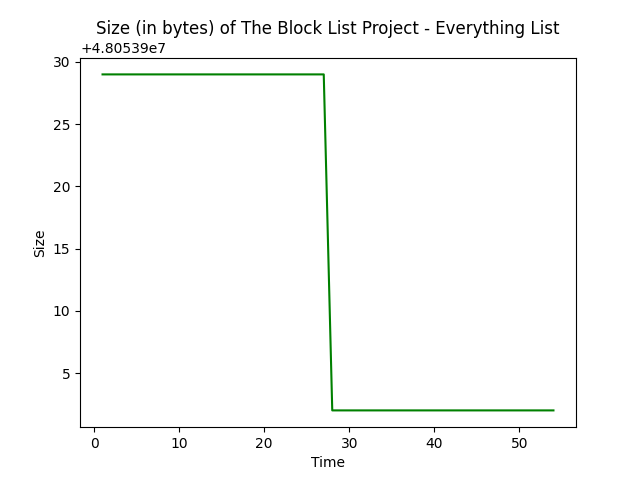 Size (in bytes) of The Block List Project - Everything List
+4.80539e7
30
25
20
15
10
5
Size
0 10 20 30 40 50
Time